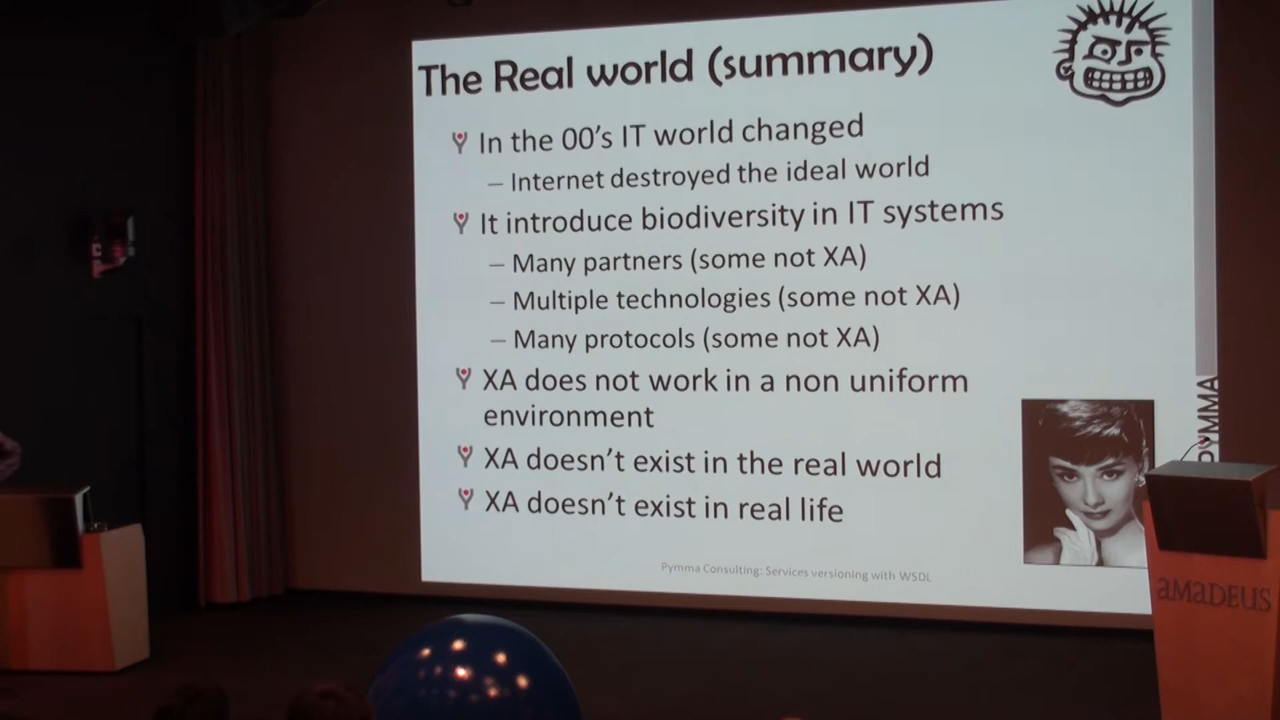 The Real world (summary)
In the 00's IT world changed
– Internet destroyed the ideal world
It introduce biodiversity in IT systems
– Many partners (some not XA)
– Multiple technologies (some not XA)
– Many protocols (some not XA)
XA does not work in a non uniform
environment
XA doesn't exist in the real world
XA doesn't exist in real life
Pymma Consulting: Services versioning with WSDL
PYMMA
aMaDEUS